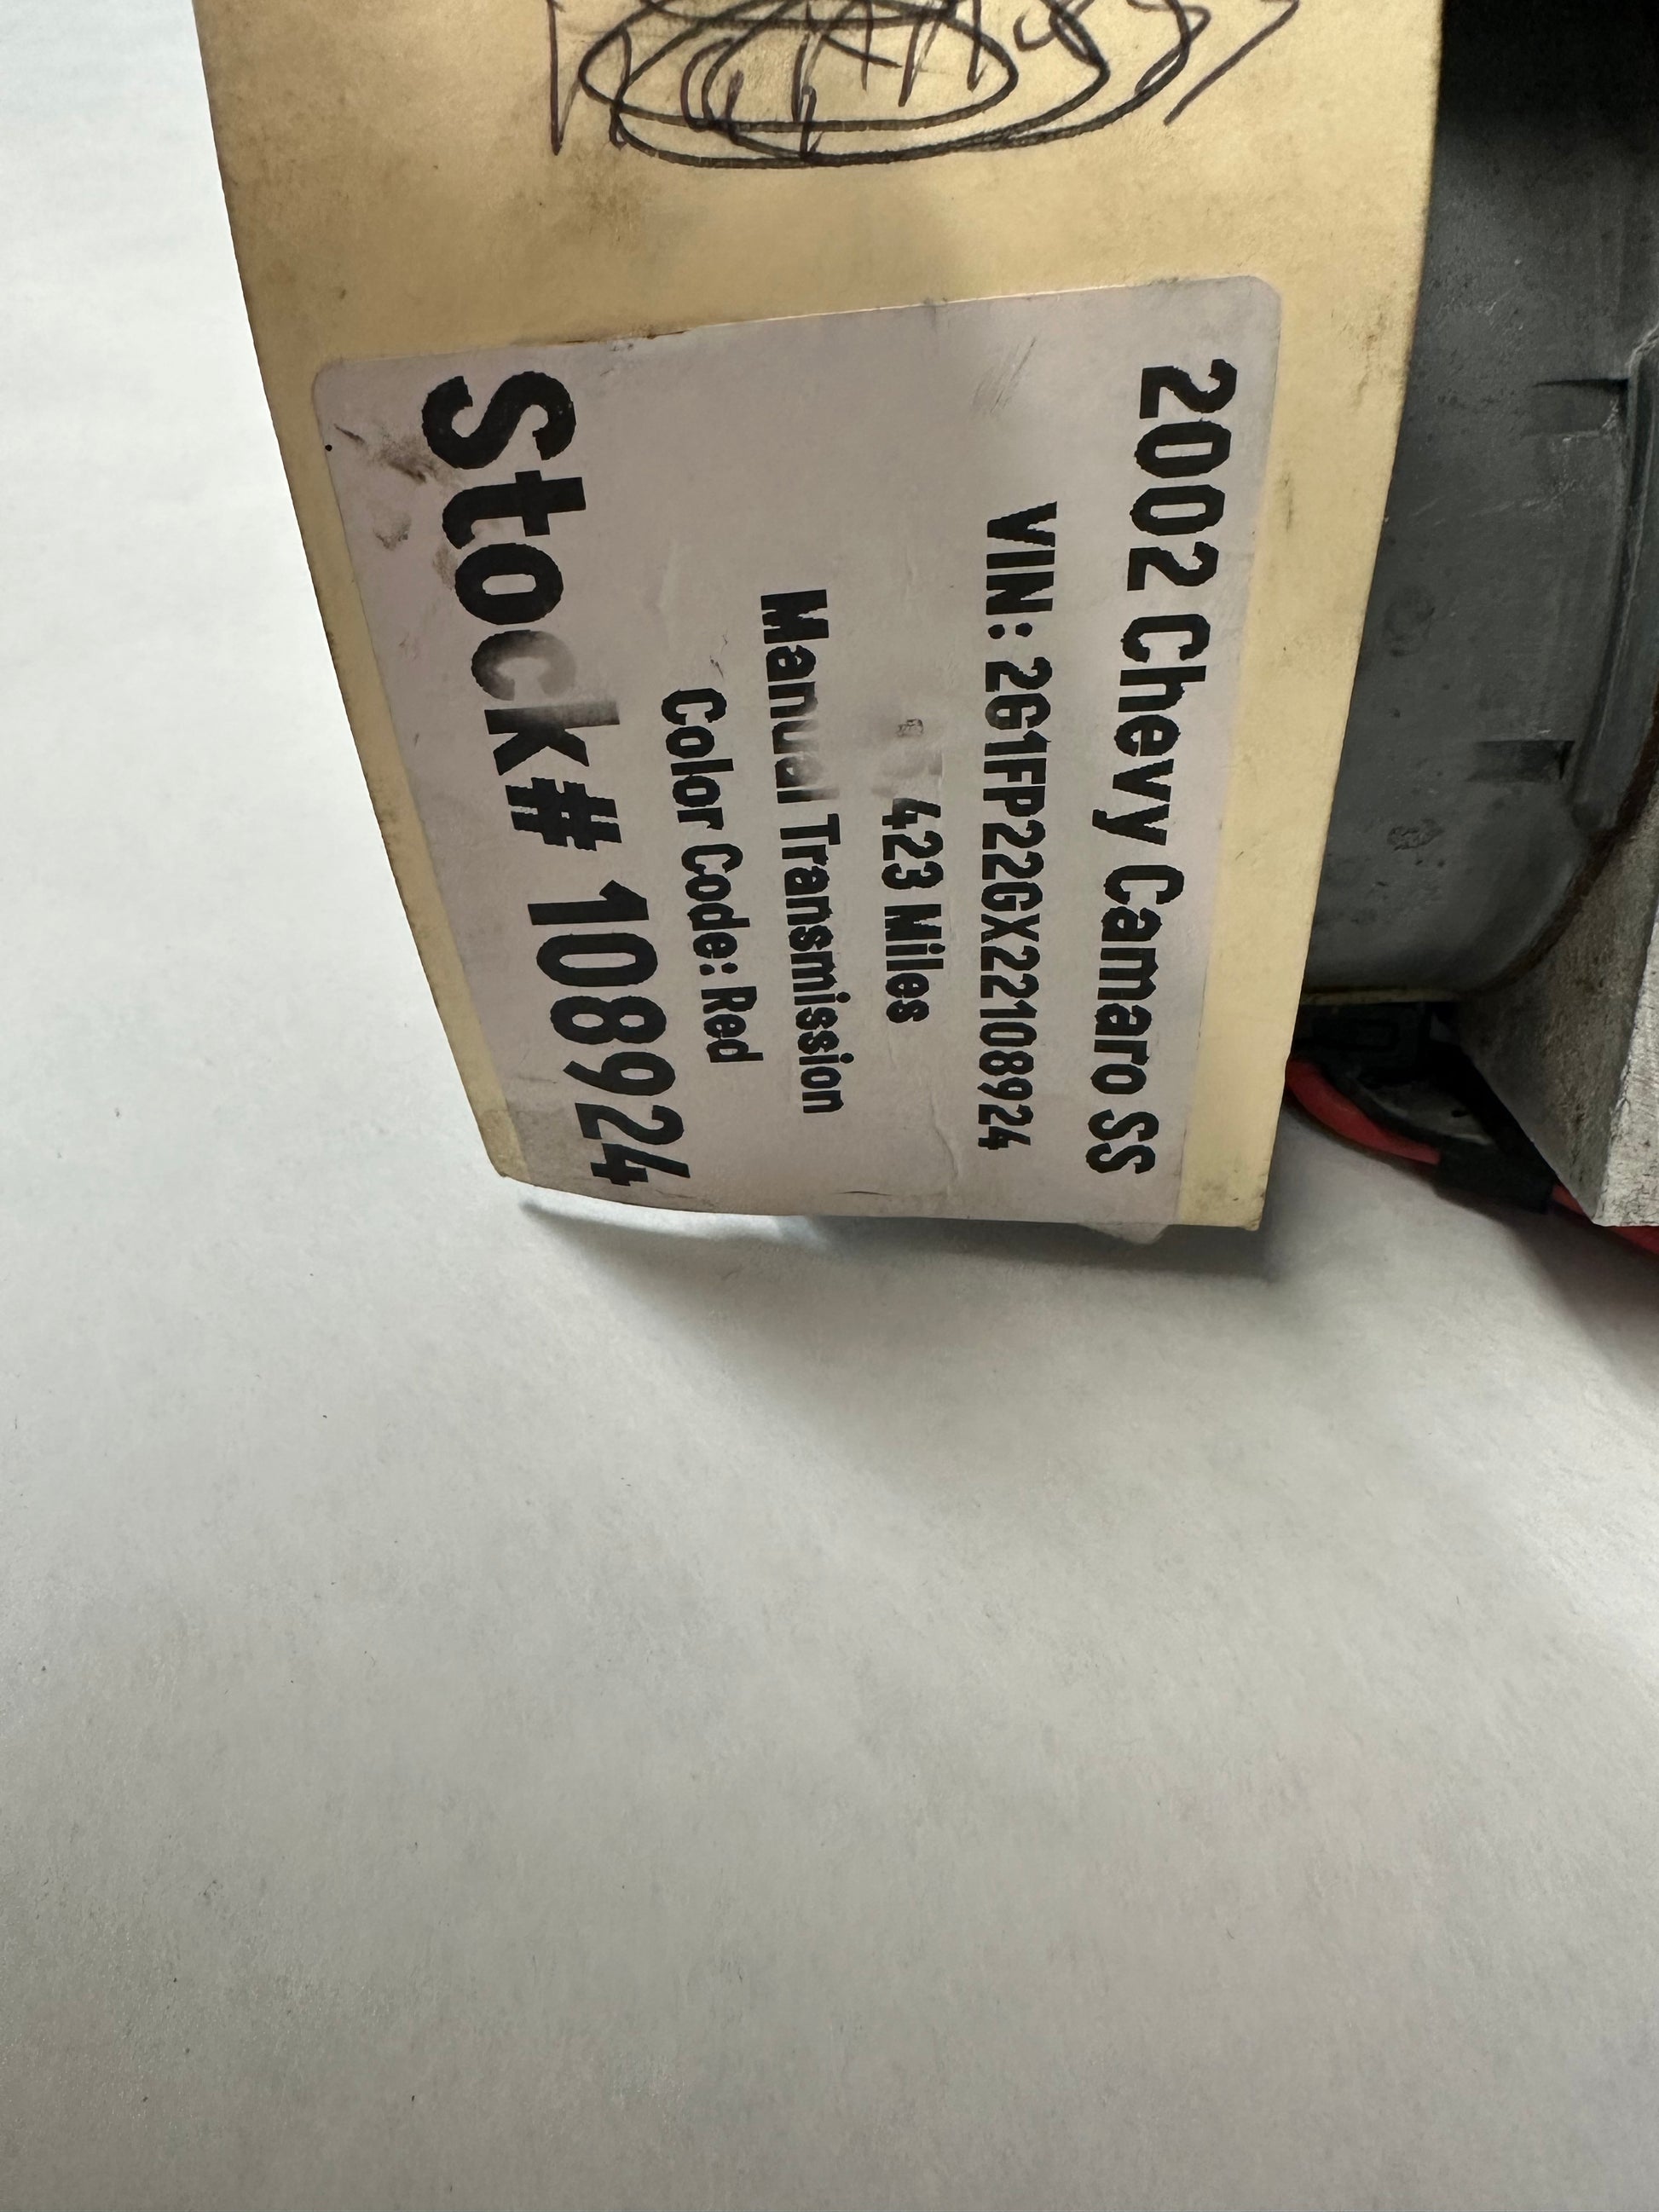 2002 Chevy Camaro SS
VIN: 2G1FP22GX22108924
423 Miles
Manual Transmission
Color Code: Red
Stock# 108924